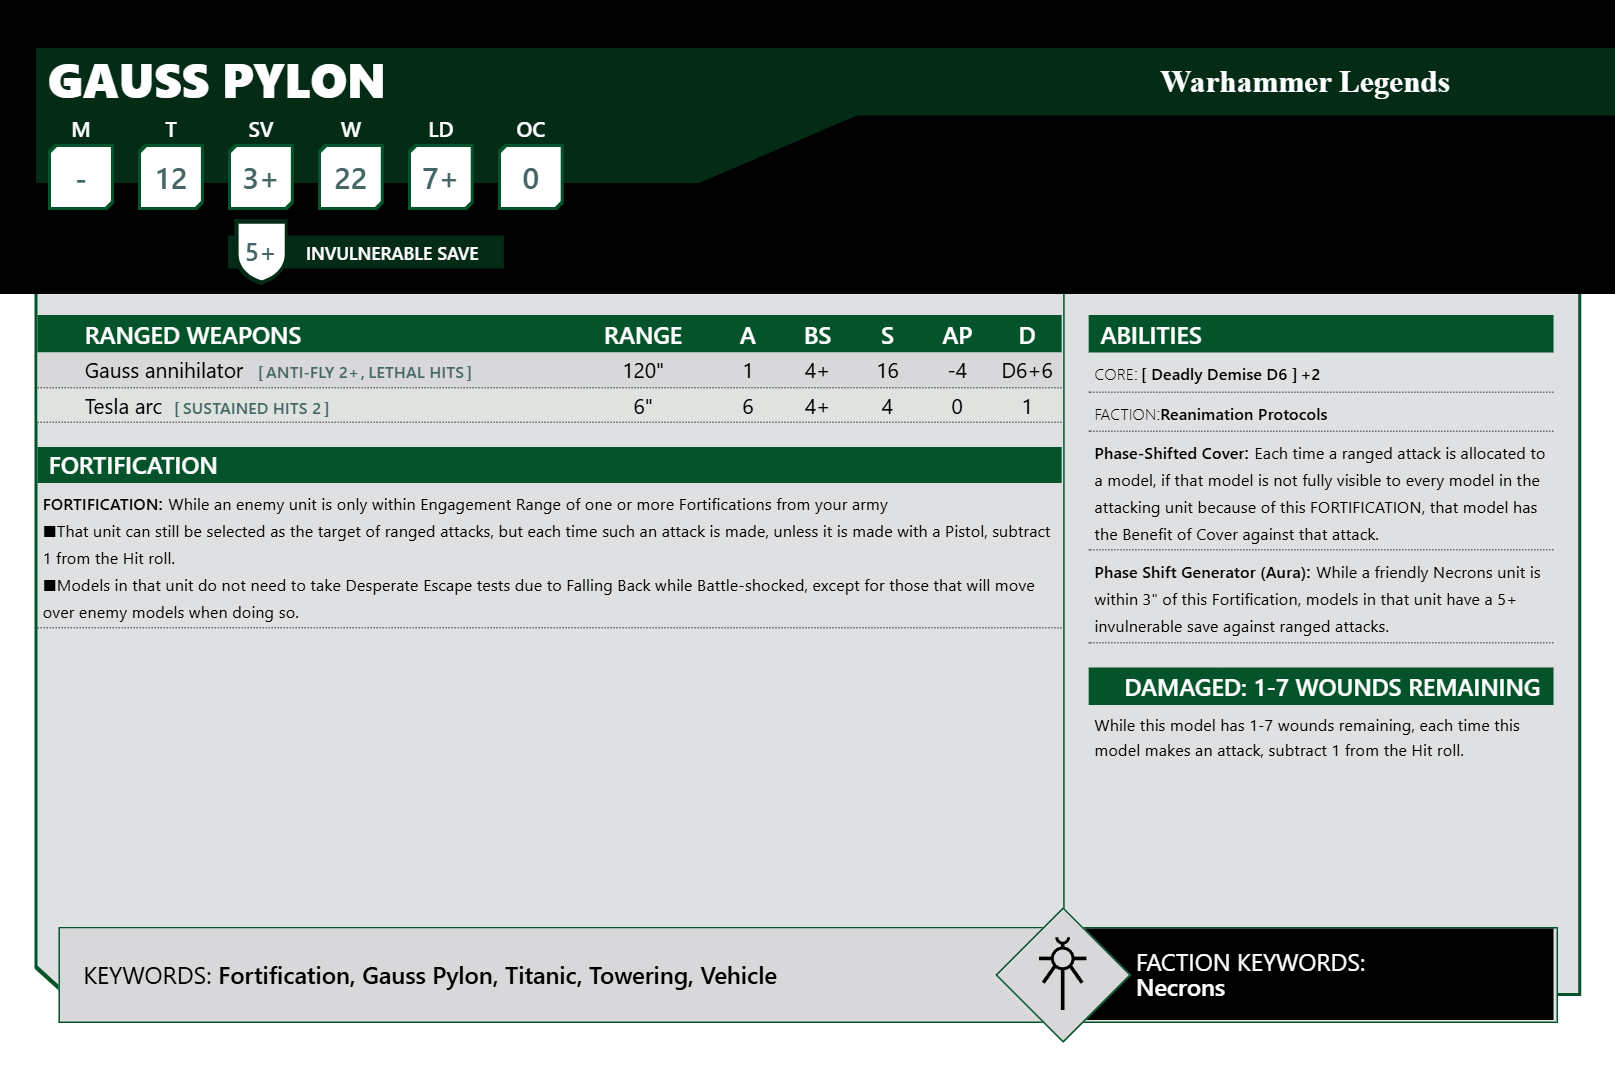 GAUSS PYLON
Warhammer Legends
M T SV W LD OC
- 12 3+ 22 7+ 0
5+ INVULNERABLE SAVE
RANGED WEAPONS RANGE A BS S AP D
Gauss annihilator [ANTI-FLY 2+, LETHAL HITS] 120" 1 4+ 16 -4 D6+6
Tesla arc [SUSTAINED HITS 2] 6" 6 4+ 4 0 1
FORTIFICATION
FORTIFICATION: While an enemy unit is only within Engagement Range of one or more Fortifications from your army
■That unit can still be selected as the target of ranged attacks, but each time such an attack is made, unless it is made with a Pistol, subtract
1 from the Hit roll.
■Models in that unit do not need to take Desperate Escape tests due to Falling Back while Battle-shocked, except for those that will move
over enemy models when doing so.
ABILITIES
CORE: [ Deadly Demise D6 ] +2
FACTION:Reanimation Protocols
Phase-Shifted Cover: Each time a ranged attack is allocated to
a model, if that model is not fully visible to every model in the
attacking unit because of this FORTIFICATION, that model has
the Benefit of Cover against that attack.
Phase Shift Generator (Aura): While a friendly Necrons unit is
within 3" of this Fortification, models in that unit have a 5+
invulnerable save against ranged attacks.
DAMAGED: 1-7 WOUNDS REMAINING
While this model has 1-7 wounds remaining, each time this
model makes an attack, subtract 1 from the Hit roll.
KEYWORDS: Fortification, Gauss Pylon, Titanic, Towering, Vehicle
FACTION KEYWORDS:
Necrons